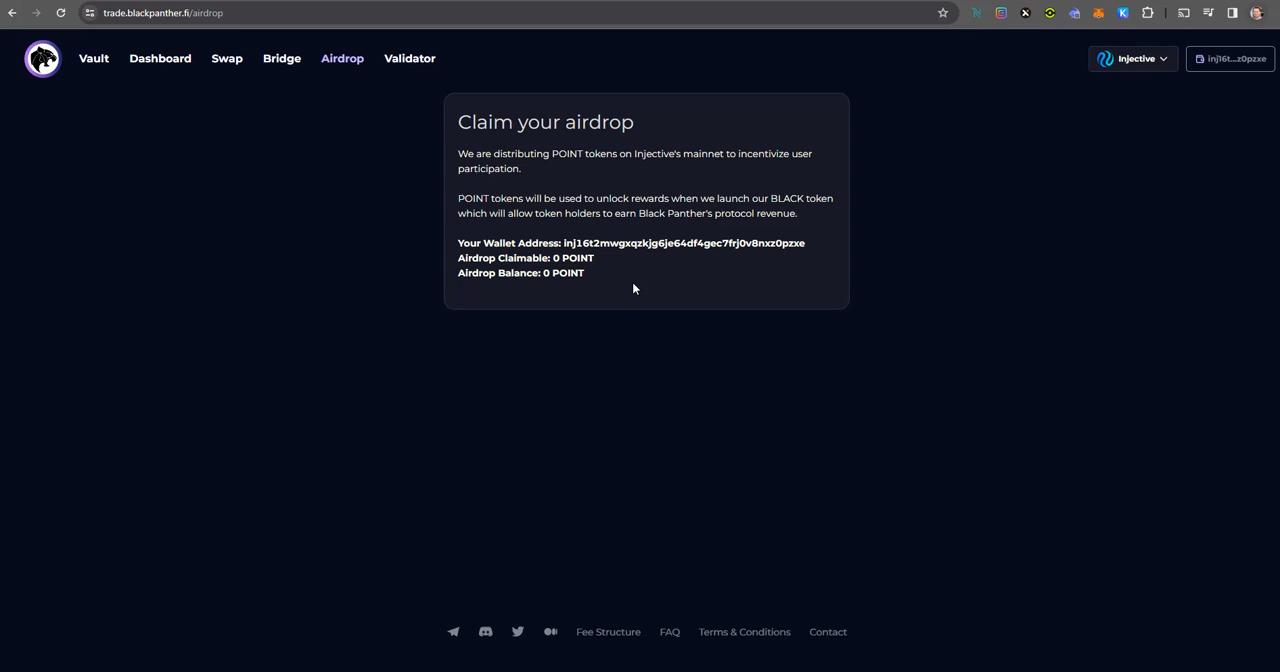 trade.blackpanther.fi/airdrop
Vault Dashboard Swap Bridge Airdrop Validator
Injective
inj16t...z0pzxe
Claim your airdrop
We are distributing POINT tokens on Injective's mainnet to incentivize user
participation.
POINT tokens will be used to unlock rewards when we launch our BLACK token
which will allow token holders to earn Black Panther's protocol revenue.
Your Wallet Address: inj16t2mwgxqzkjg6je64df4gec7frj0v8nxz0pzxe
Airdrop Claimable: 0 POINT
Airdrop Balance: 0 POINT
Fee Structure FAQ Terms & Conditions Contact